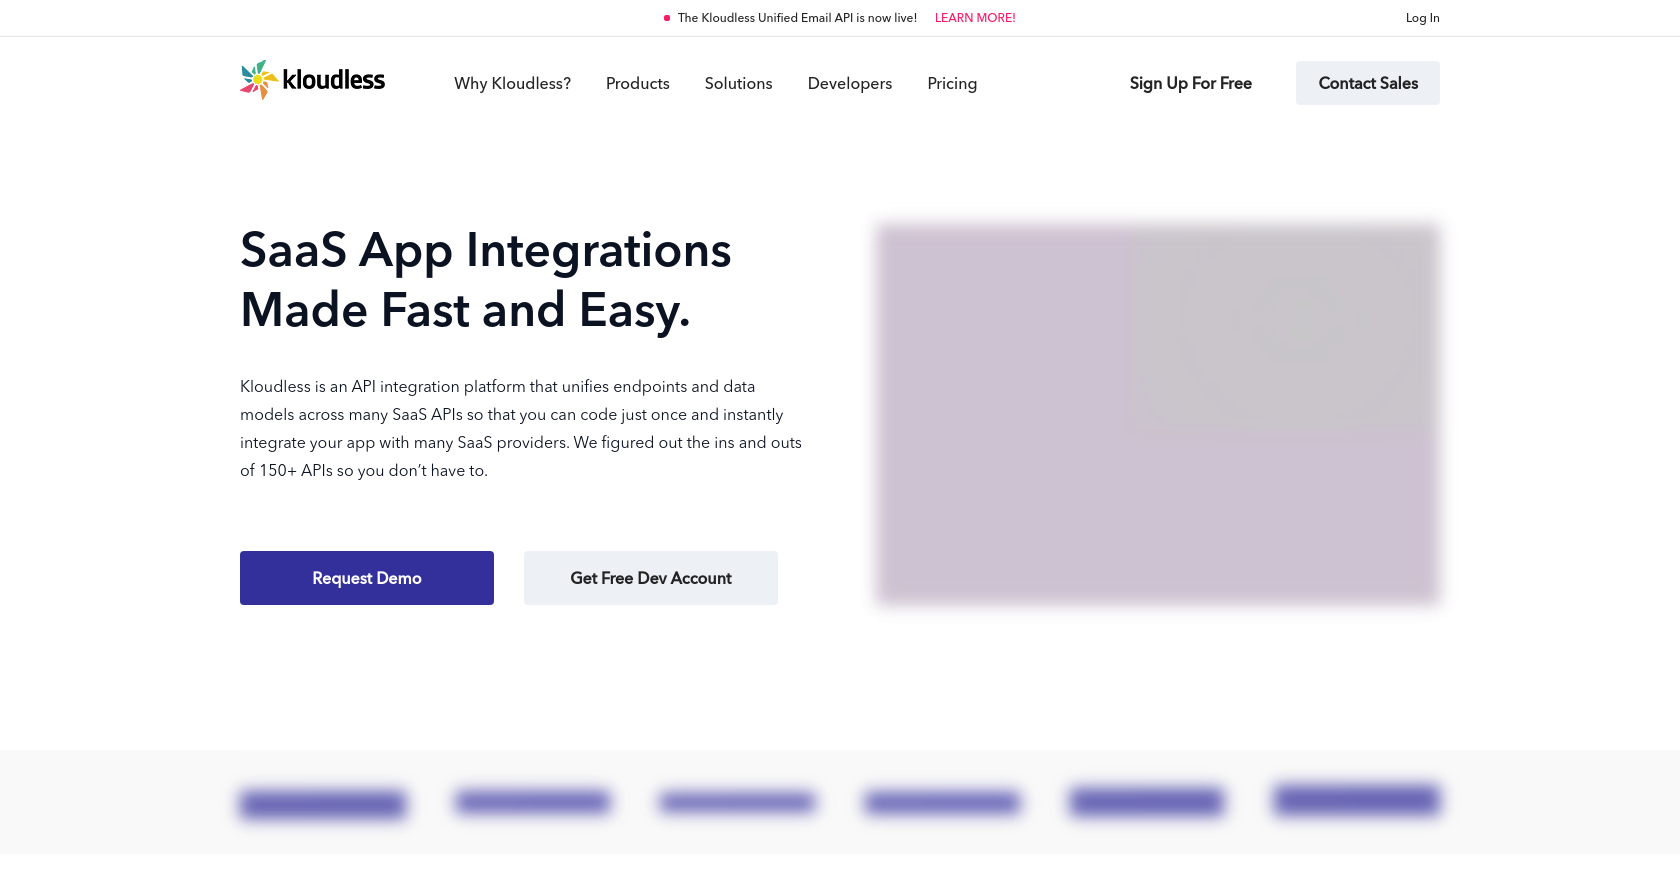 The Kloudless Unified Email API is now live! LEARN MORE!
Log In
kloudless
Why Kloudless? Products Solutions Developers Pricing
Sign Up For Free
Contact Sales
SaaS App Integrations
Made Fast and Easy.
Kloudless is an API integration platform that unifies endpoints and data
models across many SaaS APIs so that you can code just once and instantly
integrate your app with many SaaS providers. We figured out the ins and outs
of 150+ APIs so you don’t have to.
Request Demo
Get Free Dev Account